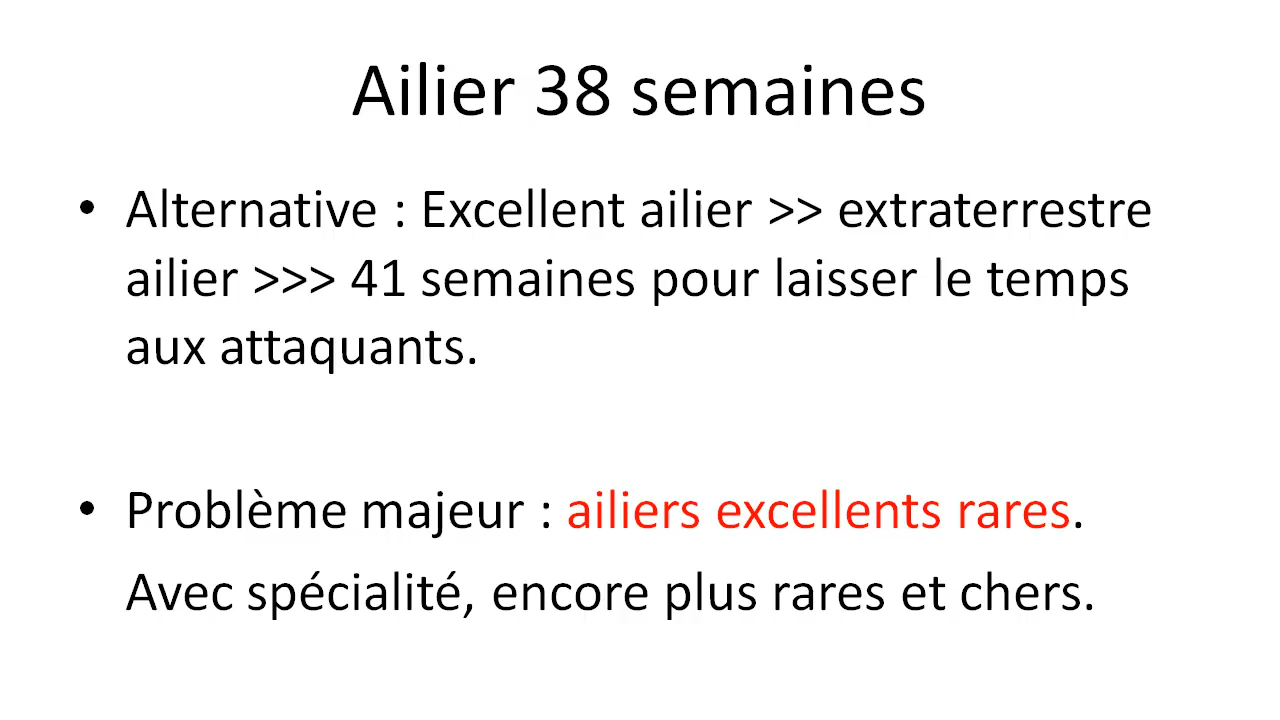 Ailier 38 semaines
• Alternative : Excellent ailier >> extraterrestre
ailier >>> 41 semaines pour laisser le temps
aux attaquants.
• Problème majeur : ailiers excellents rares.
Avec spécialité, encore plus rares et chers.